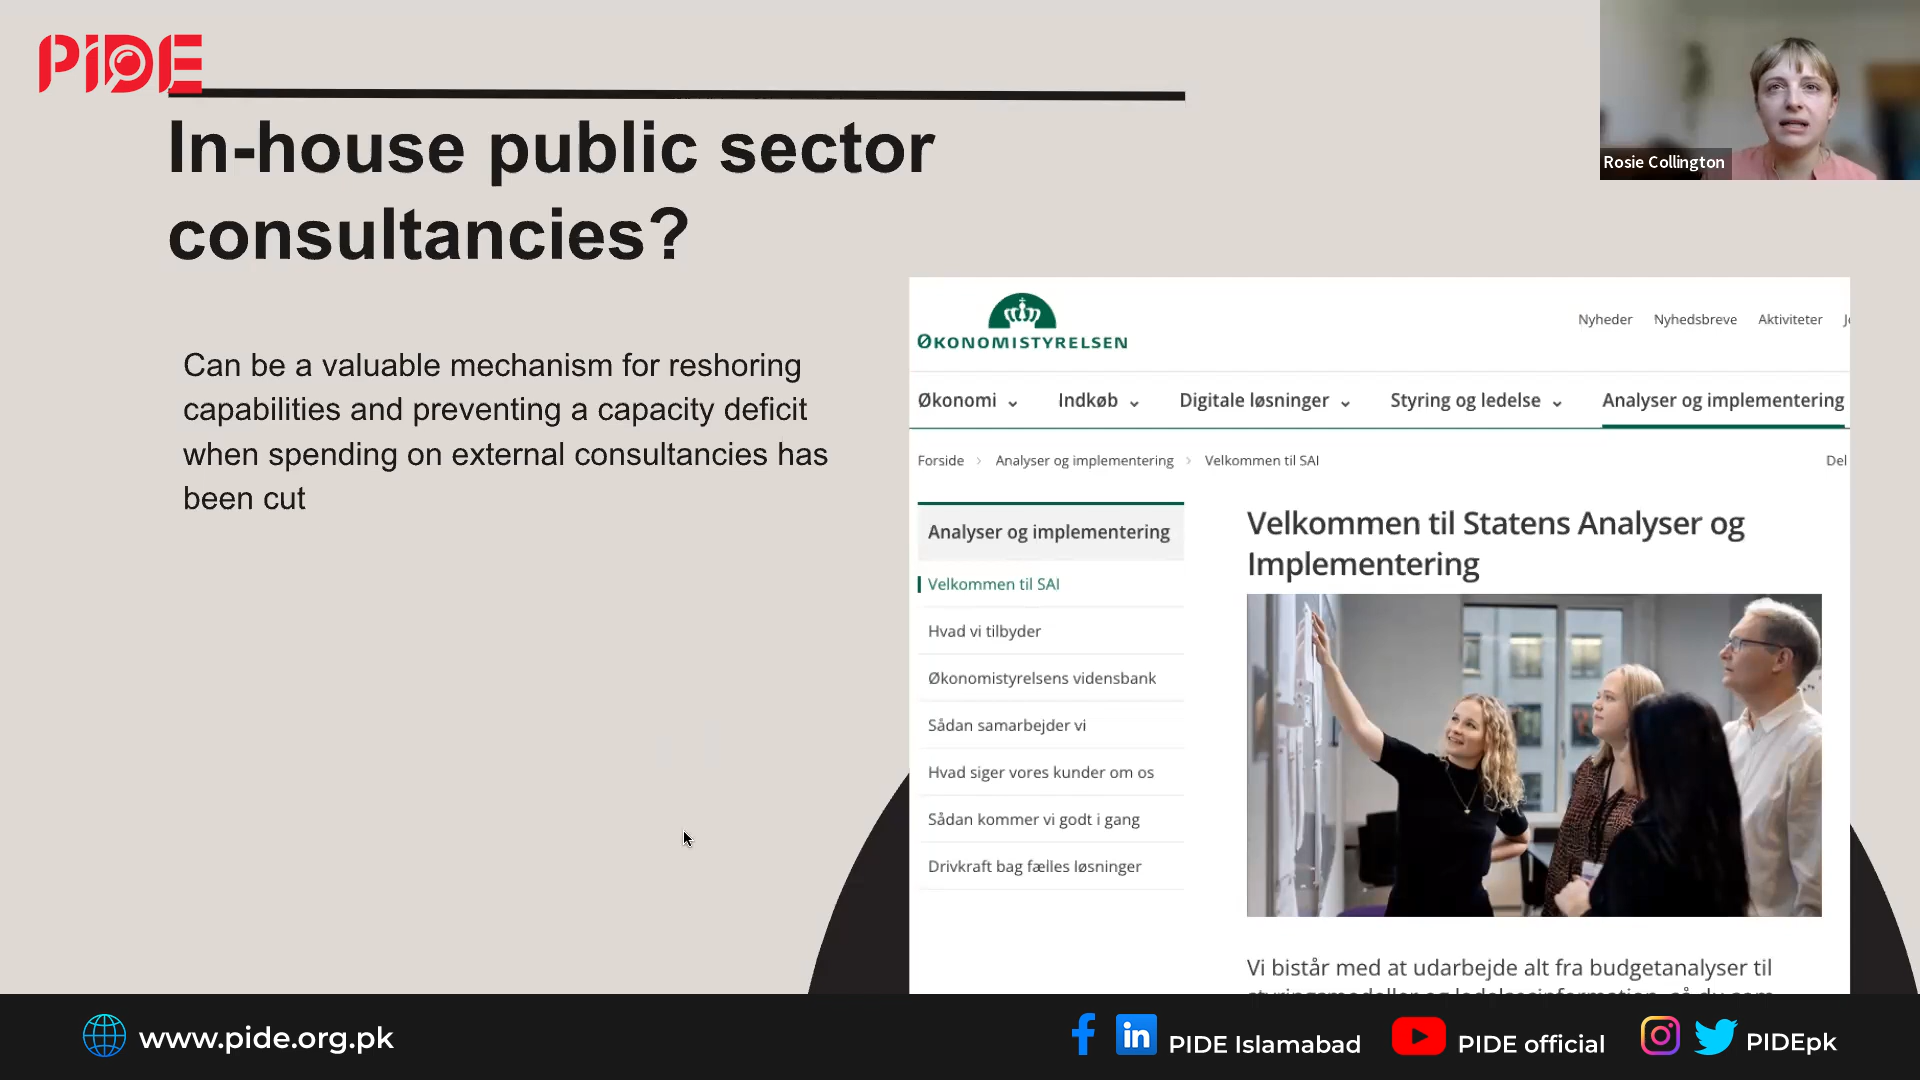 PIDE
In-house public sector
consultancies?
Can be a valuable mechanism for reshoring
capabilities and preventing a capacity deficit
when spending on external consultancies has
been cut
Rosie Collington
ØKONOMISTYRELSEN
Nyheder Nyhedsbreve Aktiviteter
Økonomi Indkøb Digitale løsninger Styring og ledelse Analyser og implementering
Forside > Analyser og implementering > Velkommen til SAI
Del
Analyser og implementering
Velkommen til SAI
Hvad vi tilbyder
Økonomistyrelsens vidensbank
Sådan samarbejder vi
Hvad siger vores kunder om os
Sådan kommer vi godt i gang
Drivkraft bag fælles løsninger
Velkommen til Statens Analyser og
Implementering
Vi bistår med at udarbejde alt fra budgetanalyser til
www.pide.org.pk
PIDE Islamabad
PIDE official
PIDEpk